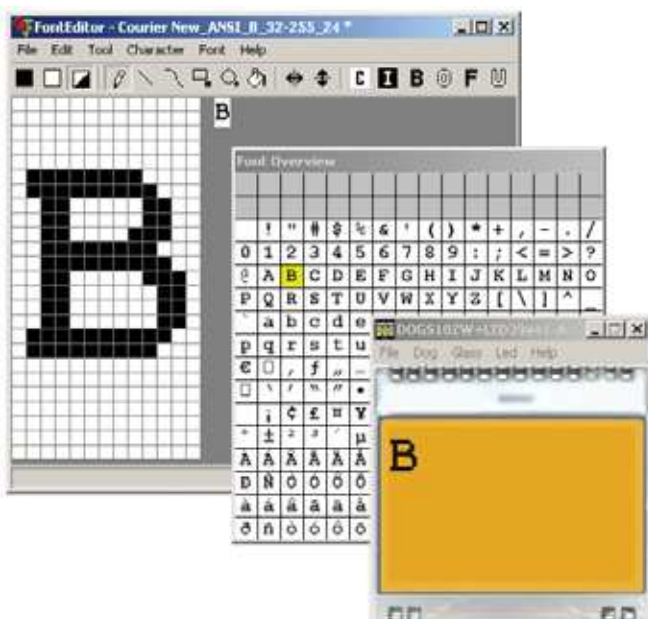 FontEditor - Courier New_ANSI_B_32-255_24 *
File Edit Tool Character Font Help
C I B O F U
B
Font Overview
! " # $ % & ' ( ) * + , - . /
0 1 2 3 4 5 6 7 8 9 : ; < = > ?
@ A B C D E F G H I J K L M N O
P Q R S T U V W X Y Z [ \ ] ^ _
` a b c d e
p q r s t u
€ ‚ ƒ „
¡ ¢ £ ¤ ¥
° ± ² ³ ´ µ
Ð Ñ Ò Ó Ô Õ
à á â ã ä å
ð ñ ò ó ô õ
File Dog Glass Led Help
B